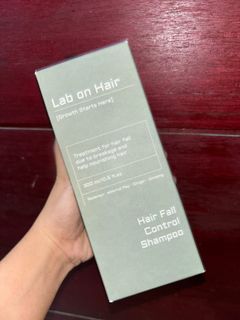 Lab on Hair
[Growth Starts Here]
Treatment for hair fall
due to breakage and
help nourishing hair
Hair Fall
Control
Shampoo